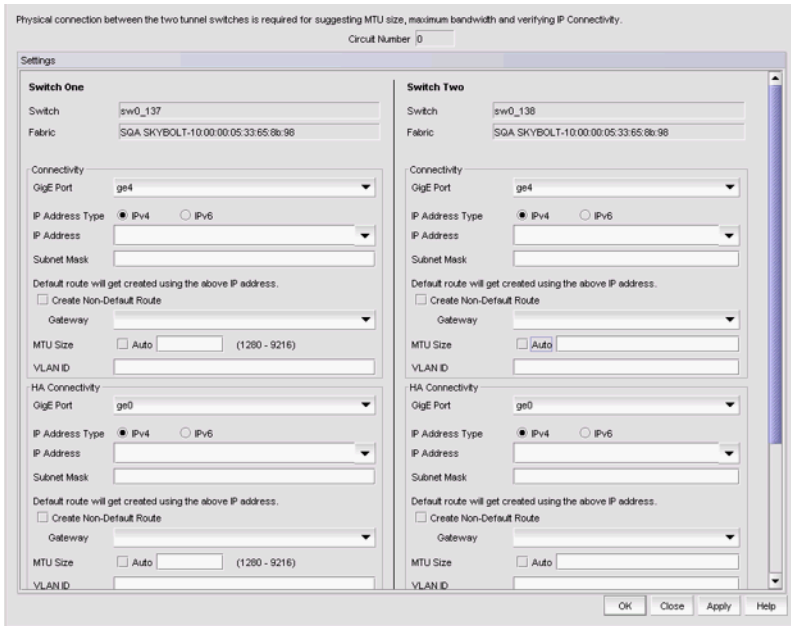 Physical connection between the two tunnel switches is required for suggesting MTU size, maximum bandwidth and verifying IP Connectivity.
Circuit Number 0
Settings
Switch One
Switch sw0_137
Fabric SQA SKYBOLT-10:00:00:05:33:65:8b:98
Connectivity
GigE Port ge4
IP Address Type IPv4 IPv6
IP Address
Subnet Mask
Default route will get created using the above IP address.
Create Non-Default Route
Gateway
MTU Size Auto (1280 - 9216)
VLAN ID
HA Connectivity
GigE Port ge0
IP Address Type IPv4 IPv6
IP Address
Subnet Mask
Default route will get created using the above IP address.
Create Non-Default Route
Gateway
MTU Size Auto (1280 - 9216)
VLAN ID
Switch Two
Switch sw0_138
Fabric SQA SKYBOLT-10:00:00:05:33:65:8b:98
Connectivity
GigE Port ge4
IP Address Type IPv4 IPv6
IP Address
Subnet Mask
Default route will get created using the above IP address.
Create Non-Default Route
Gateway
MTU Size Auto
VLAN ID
HA Connectivity
GigE Port ge0
IP Address Type IPv4 IPv6
IP Address
Subnet Mask
Default route will get created using the above IP address.
Create Non-Default Route
Gateway
MTU Size Auto
VLAN ID
OK Close Apply Help